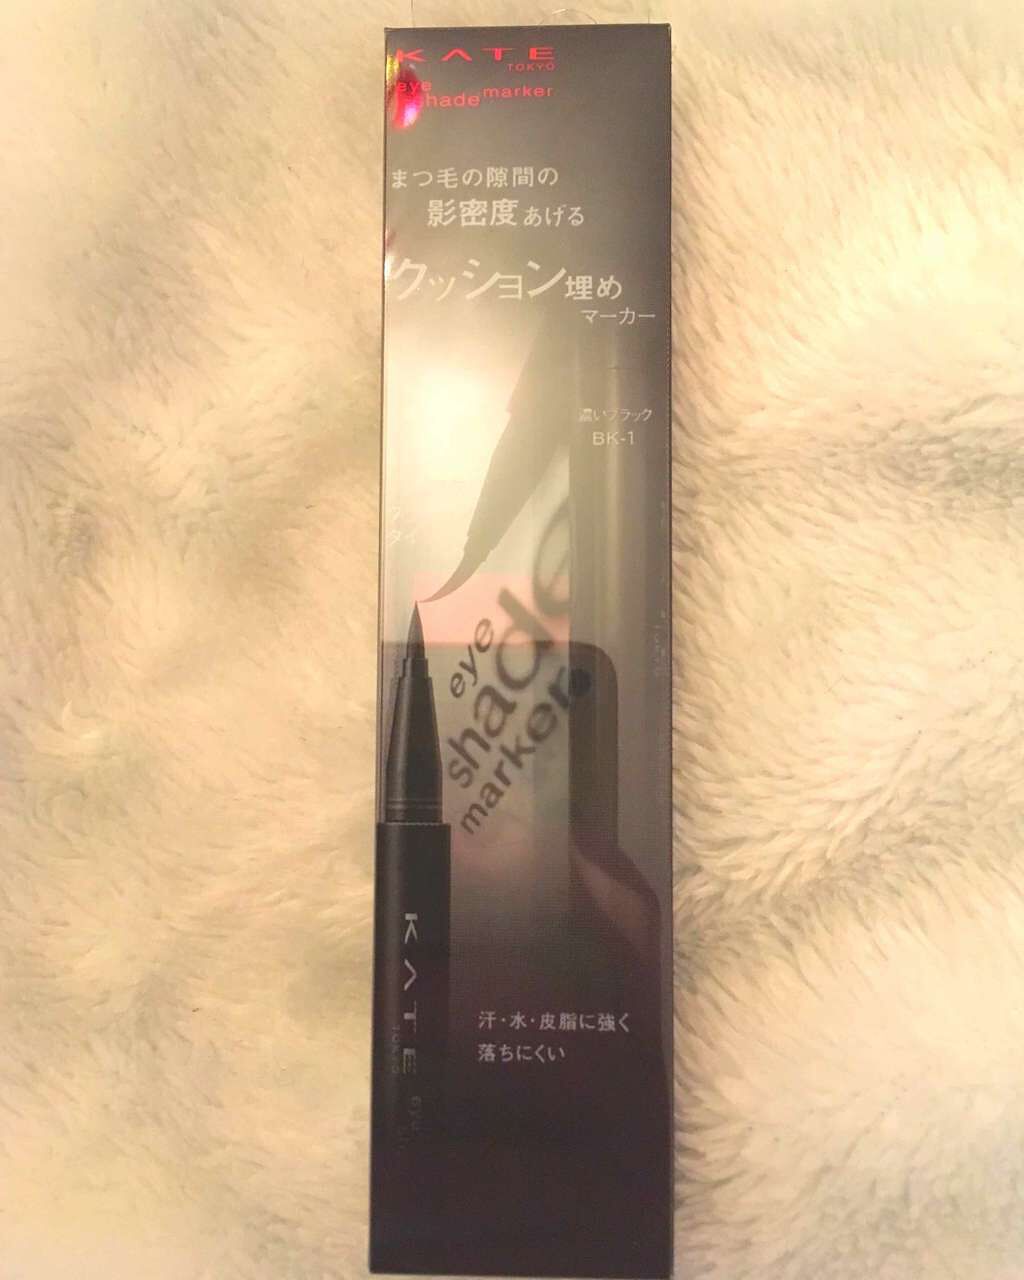 KATE
TOKYO
eye
shade marker
まつ毛の隙間の
影密度あげる
クッション埋め
マーカー
濃いブラック
BK-1
eye
shade
marker
KATE
TOKYO
eye
汗・水・皮脂に強く
落ちにくい